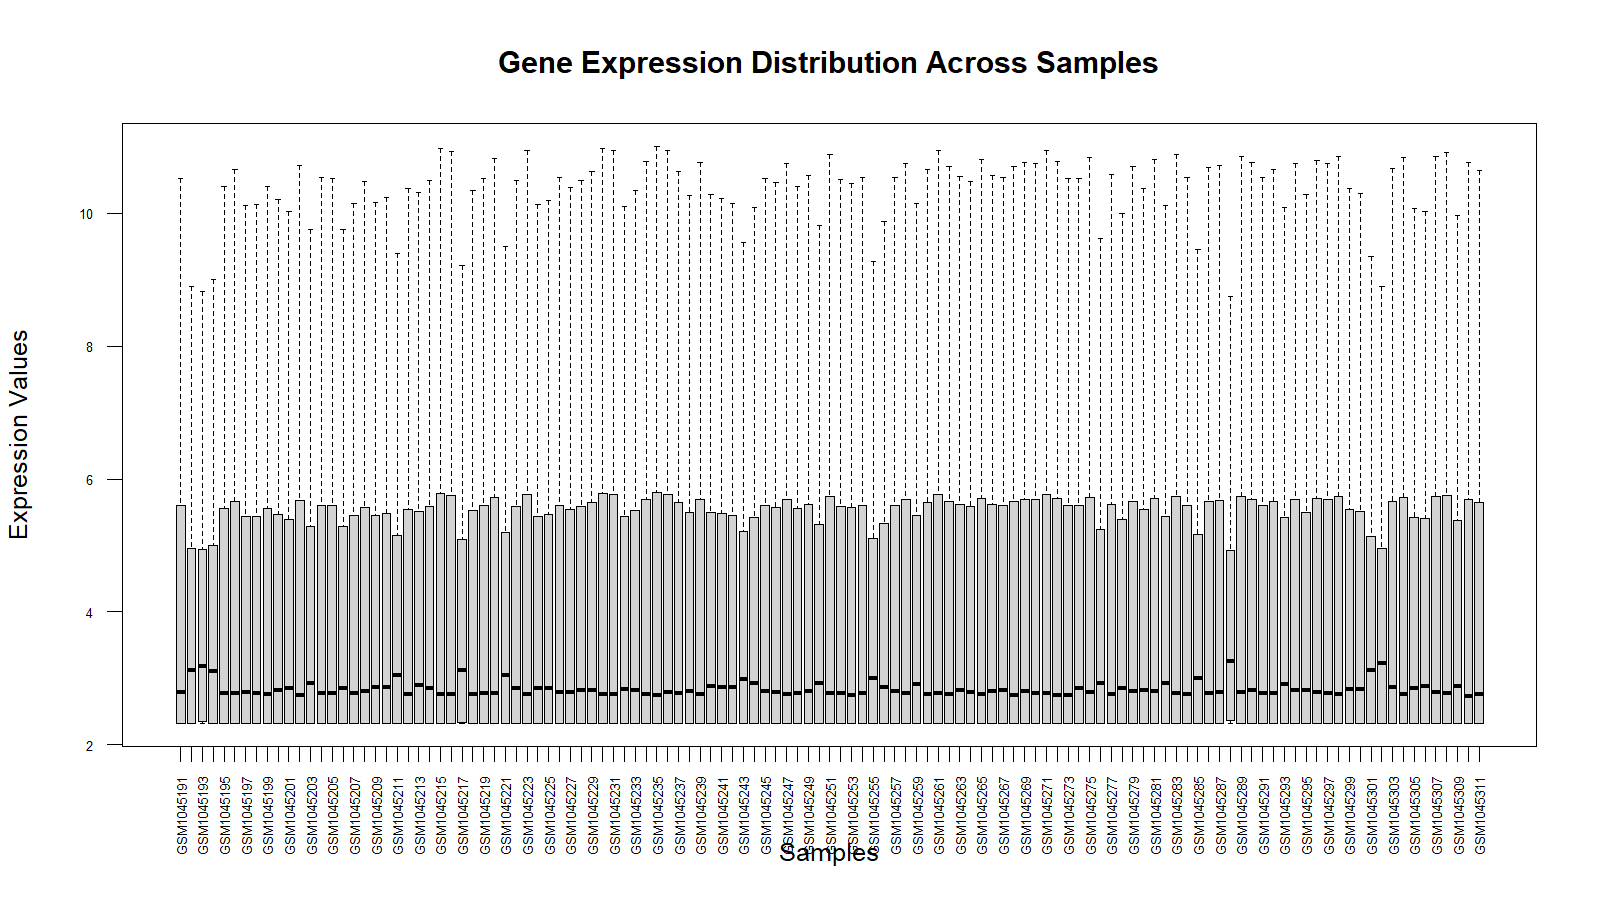 Gene Expression Distribution Across Samples
Expression Values
10
8
6
4
2
GSM1045191
GSM1045193
GSM1045195
GSM1045197
GSM1045199
GSM1045201
GSM1045203
GSM1045205
GSM1045207
GSM1045209
GSM1045211
GSM1045213
GSM1045215
GSM1045217
GSM1045219
GSM1045221
GSM1045223
GSM1045225
GSM1045227
GSM1045229
GSM1045231
GSM1045233
GSM1045235
GSM1045237
GSM1045239
GSM1045241
GSM1045243
GSM1045245
GSM1045247
GSM1045249
GSM1045251
GSM1045253
GSM1045255
GSM1045257
GSM1045259
GSM1045261
GSM1045263
GSM1045265
GSM1045267
GSM1045269
GSM1045271
GSM1045273
GSM1045275
GSM1045277
GSM1045279
GSM1045281
GSM1045283
GSM1045285
GSM1045287
GSM1045289
GSM1045291
GSM1045293
GSM1045295
GSM1045297
GSM1045299
GSM1045301
GSM1045303
GSM1045305
GSM1045307
GSM1045309
GSM1045311
Samples